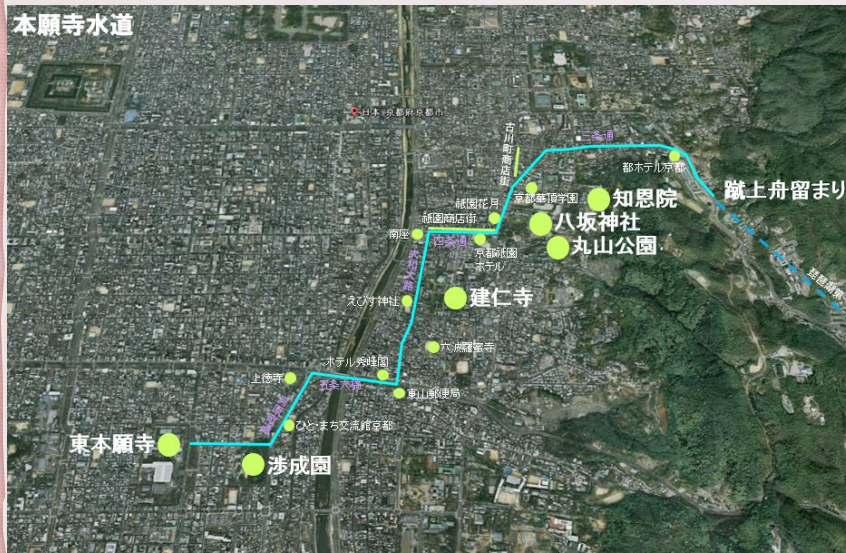 本願寺水道
日本, 京都府京都市
古川町商店街
三条通
都ホテル京都
蹴上舟留まり
京都華頂学園
知恩院
祇園花月
八坂神社
祇園商店街
南座
四条通
丸山公園
京都祇園
ホテル
大和大路
えびす神社
建仁寺
六波羅蜜寺
ホテル秀峰閣
上徳寺
五条大橋
東山郵便局
ひと・まち交流館京都
東本願寺
渉成園